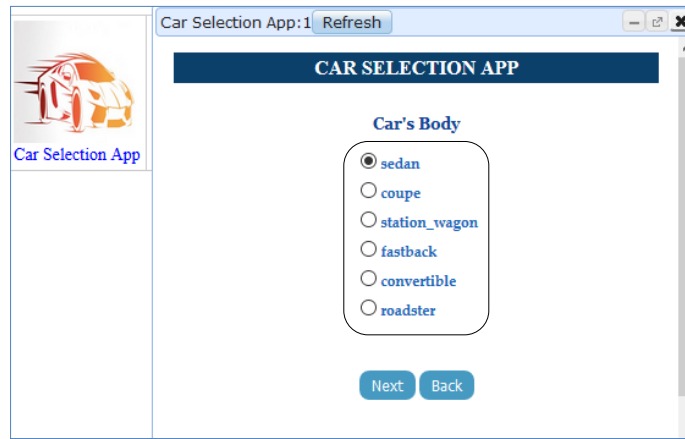 Car Selection App:1 Refresh
CAR SELECTION APP
Car Selection App
Car's Body
sedan
coupe
station_wagon
fastback
convertible
roadster
Next Back